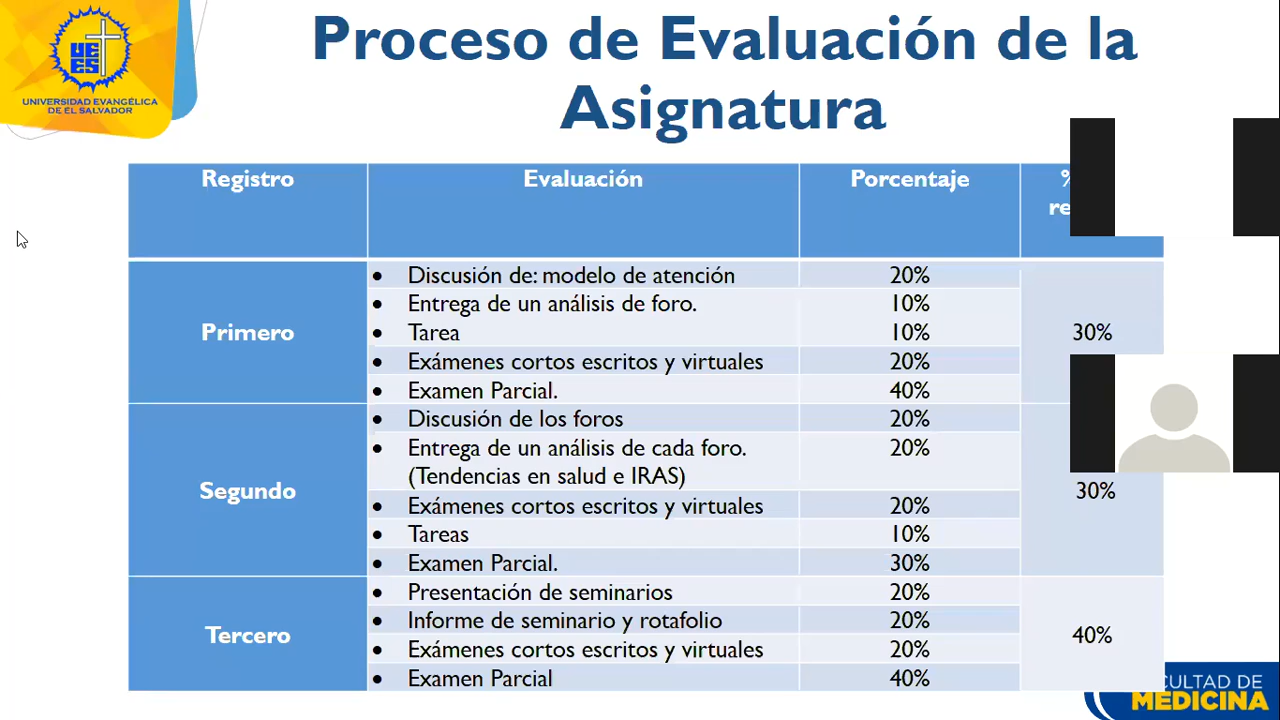 UE
ES
UNIVERSIDAD EVANGÉLICA
DE EL SALVADOR
Proceso de Evaluación de la
Asignatura
Registro Evaluación Porcentaje %
Primero
• Discusión de: modelo de atención 20%
• Entrega de un análisis de foro. 10%
• Tarea 10%
• Exámenes cortos escritos y virtuales 20%
• Examen Parcial. 40%
30%
Segundo
• Discusión de los foros 20%
• Entrega de un análisis de cada foro. 20%
(Tendencias en salud e IRAS)
• Exámenes cortos escritos y virtuales 20%
• Tareas 10%
• Examen Parcial. 30%
30%
Tercero
• Presentación de seminarios 20%
• Informe de seminario y rotafolio 20%
• Exámenes cortos escritos y virtuales 20%
• Examen Parcial 40%
40%
CULTAD DE
MEDICINA